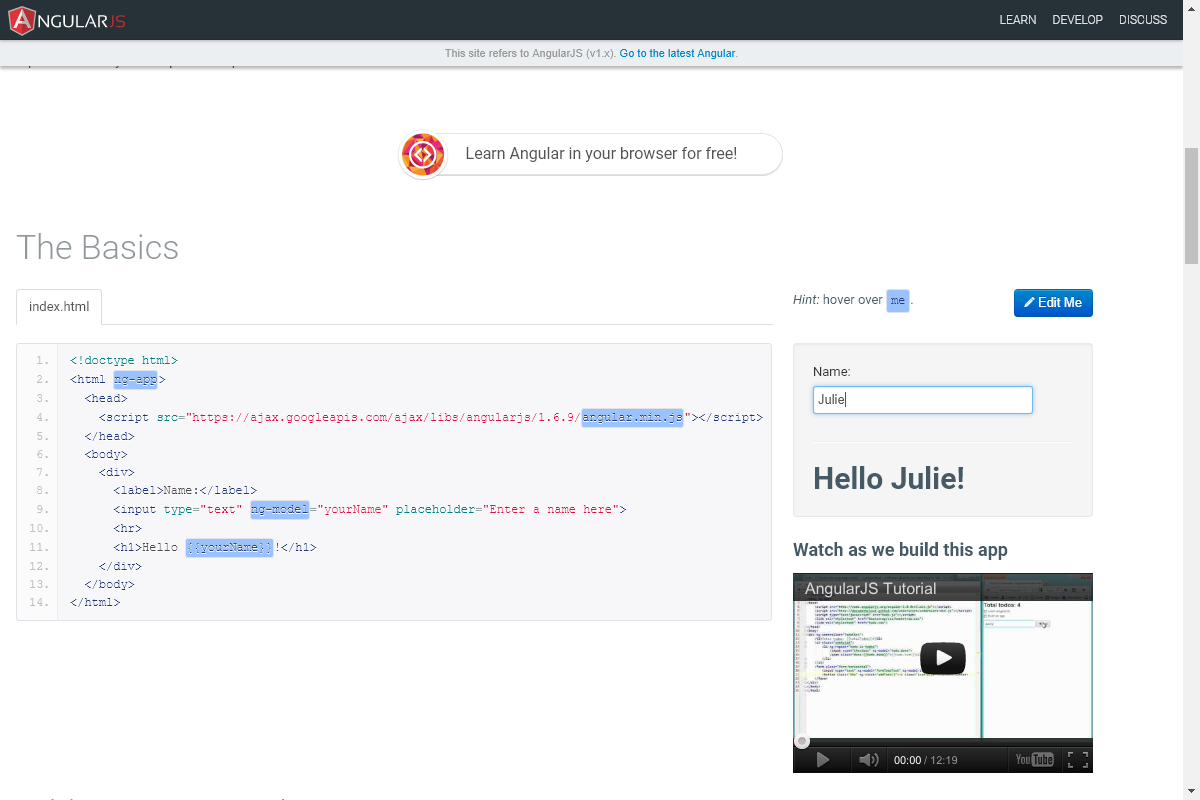 ANGULARJS
LEARN DEVELOP DISCUSS
This site refers to AngularJS (v1.x). Go to the latest Angular.
Learn Angular in your browser for free!
The Basics
index.html
1. <!doctype html>
2. <html ng-app>
3. <head>
4. <script src="https://ajax.googleapis.com/ajax/libs/angularjs/1.6.9/angular.min.js"></script>
5. </head>
6. <body>
7. <div>
8. <label>Name:</label>
9. <input type="text" ng-model="yourName" placeholder="Enter a name here">
10. <hr>
11. <h1>Hello {{yourName}}!</h1>
12. </div>
13. </body>
14. </html>
Hint: hover over me .
Edit Me
Name:
Julie
Hello Julie!
Watch as we build this app
AngularJS Tutorial
Total todos: 4
00:00 / 12:19
YouTube